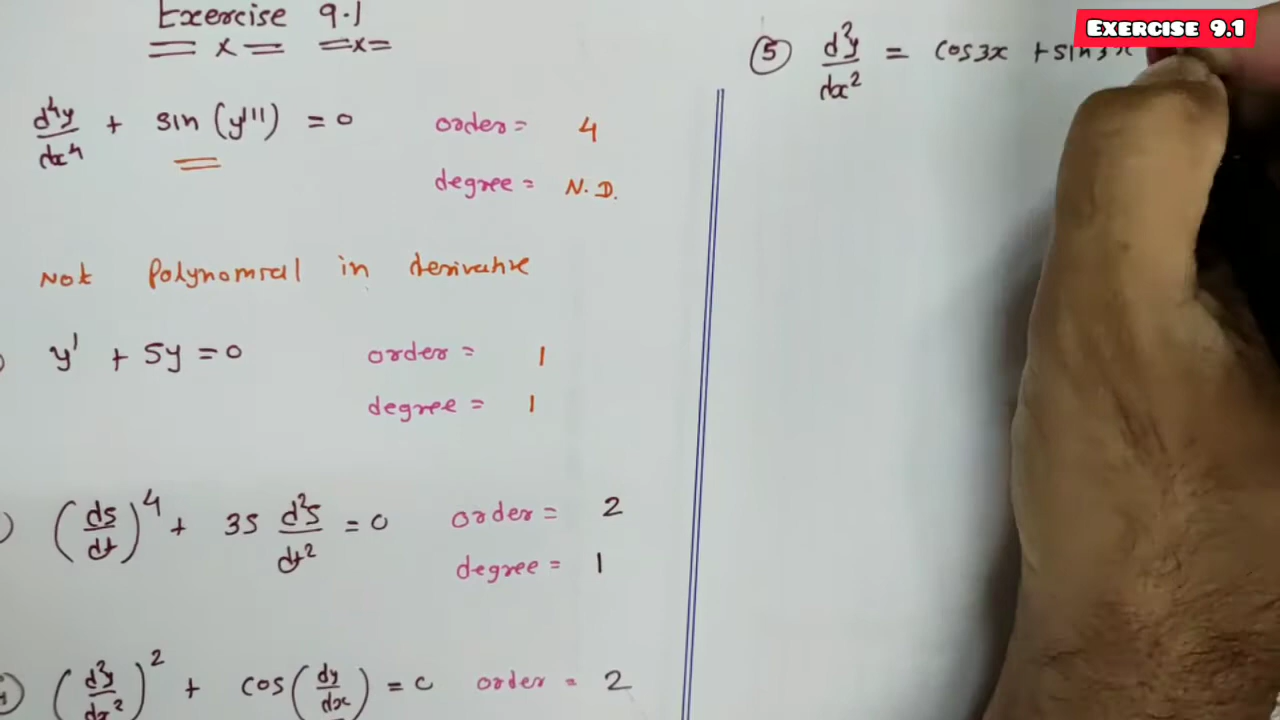 Exercise 9.1
d⁴y/dx⁴ + sin (y''') = 0 order = 4
degree = N.D.
Not Polynomial in derivative
y' + 5y = 0 order = 1
degree = 1
(ds/dt)⁴ + 3s d²s/dt² = 0 order = 2
degree = 1
(d²y/dx²)² + cos(dy/dx) = 0 order = 2
EXERCISE 9.1
⑤ d²y/dx² = cos3x + sin3x